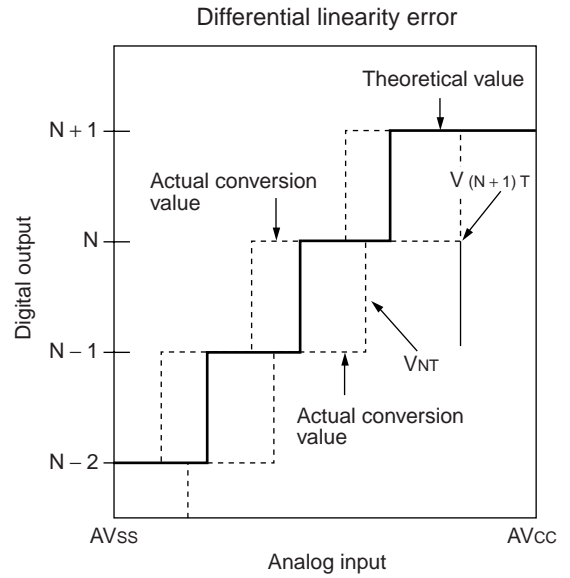 Differential linearity error
Theoretical value
N + 1
V (N + 1) T
Actual conversion
value
N
Digital output
N – 1
VNT
Actual conversion
value
N – 2
AVSS
AVCC
Analog input